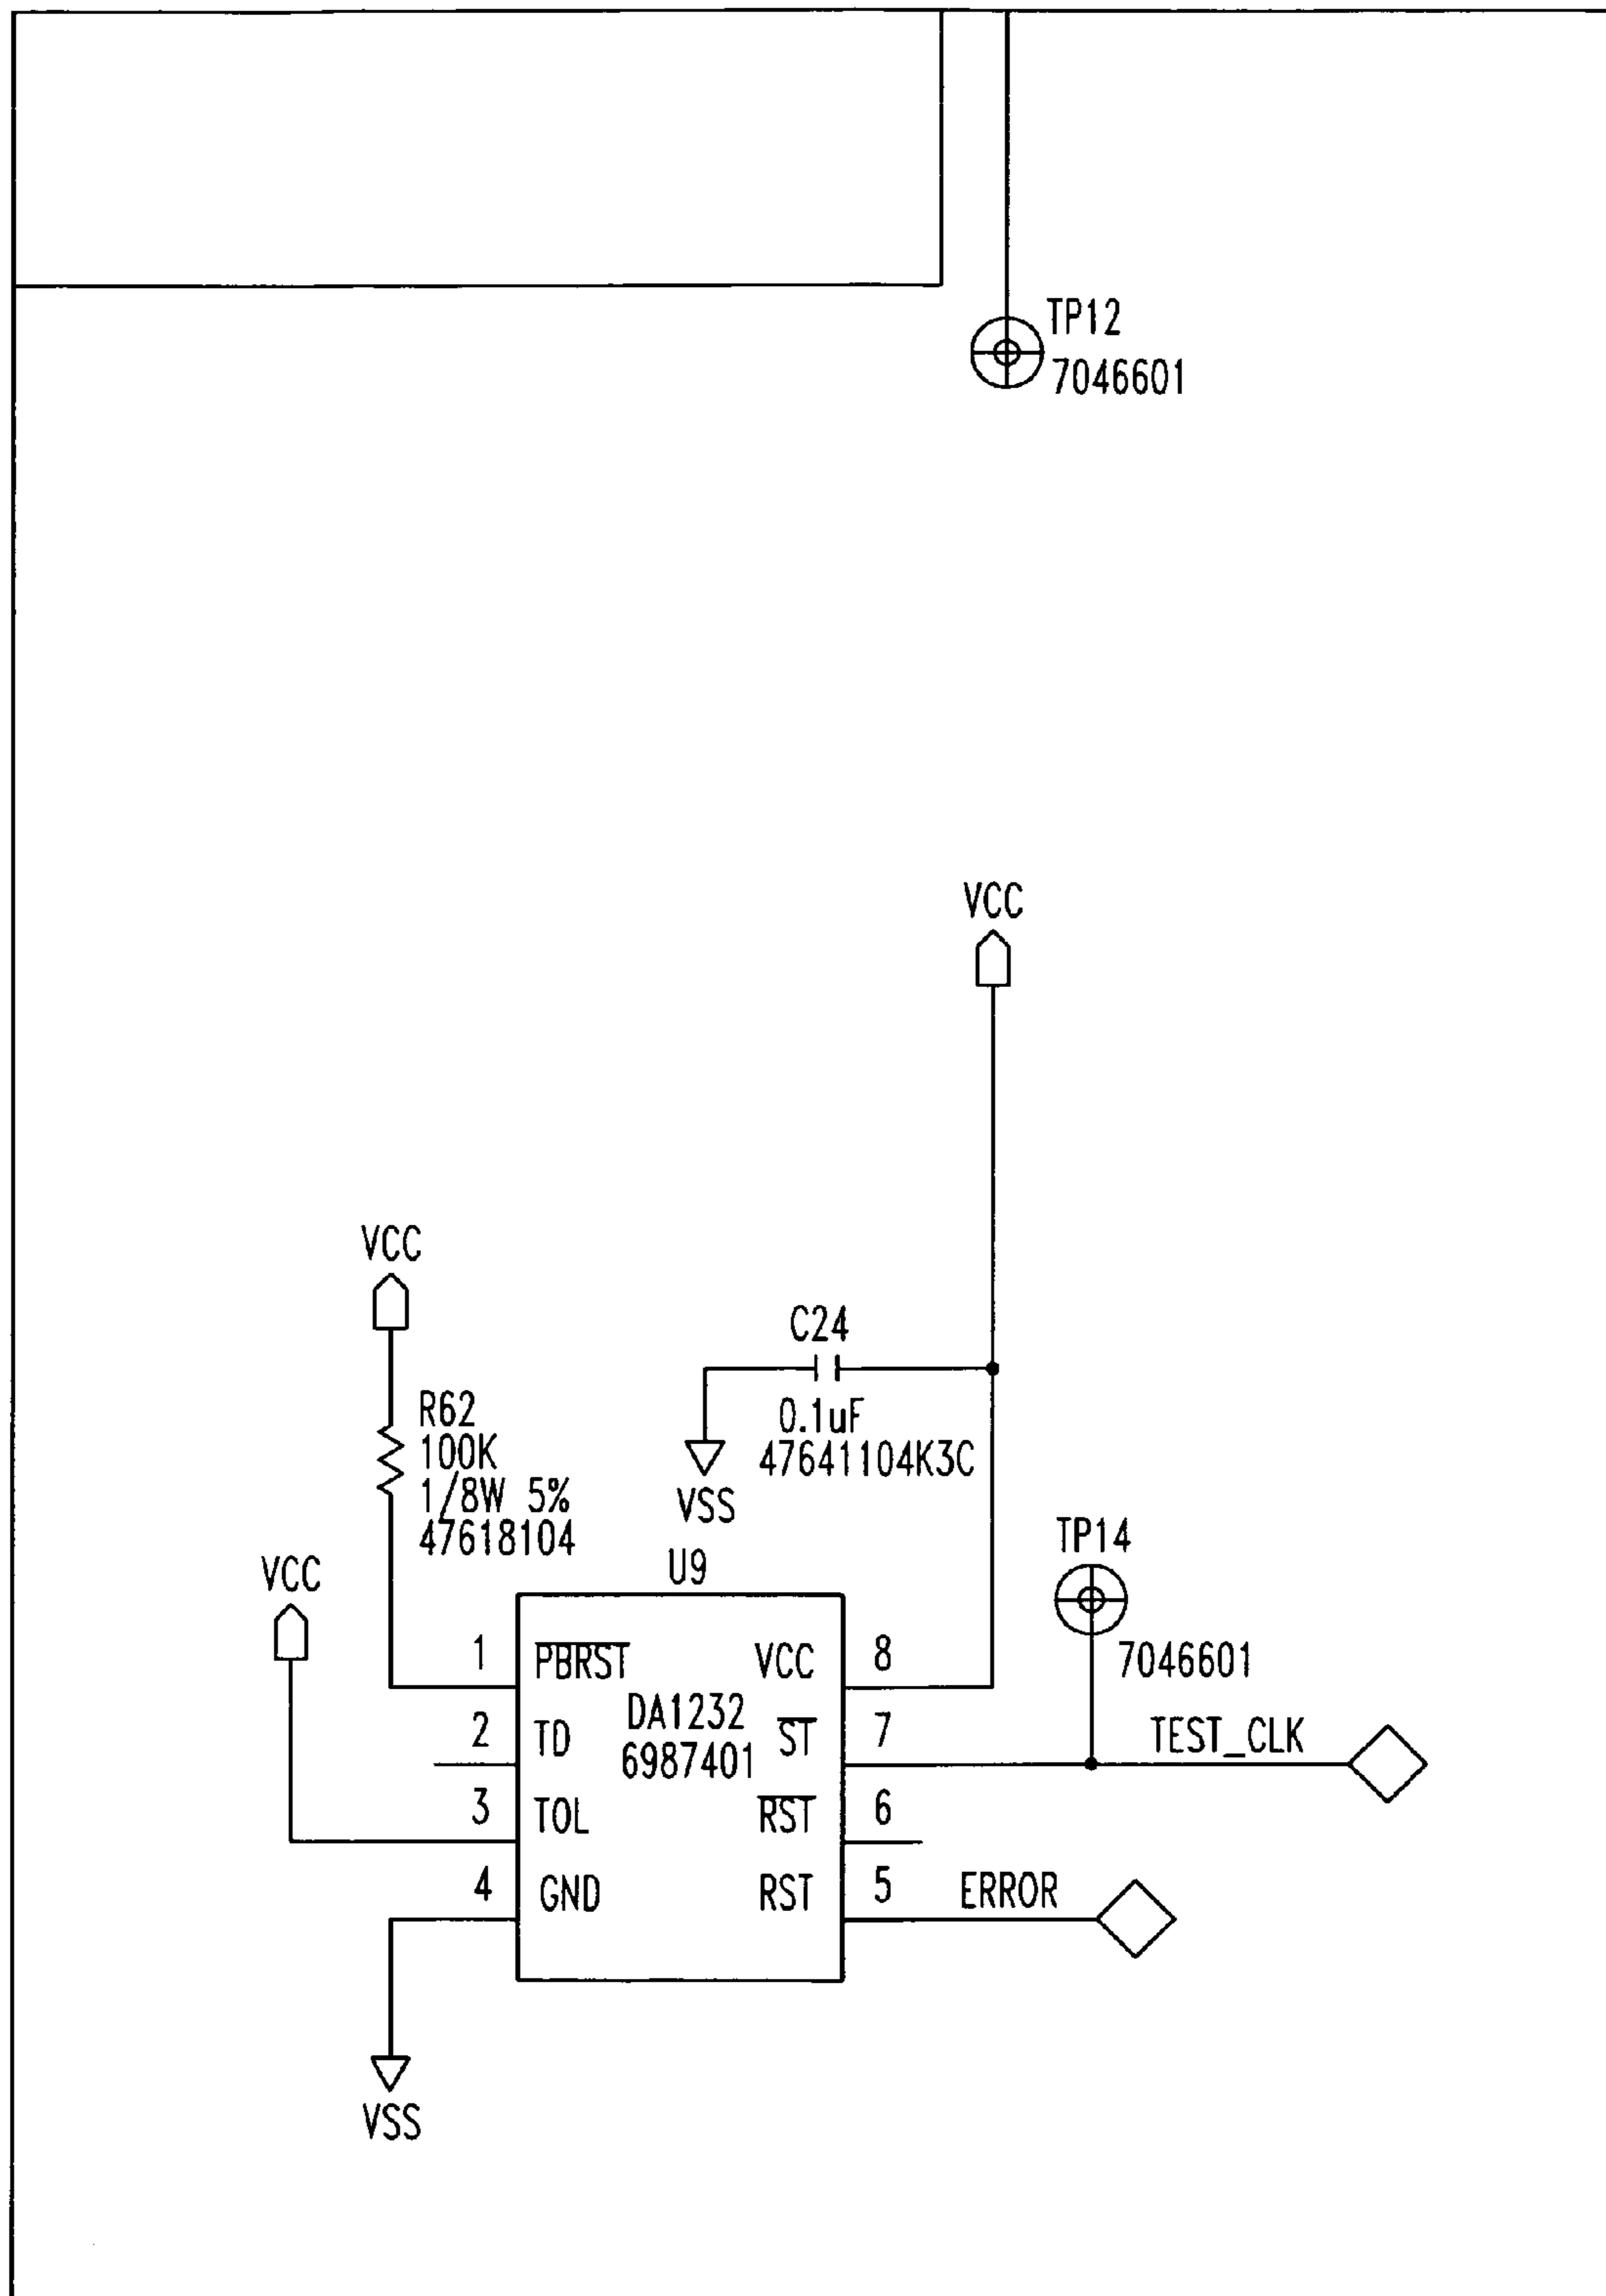 TP12
7046601
VCC
VCC
C24
0.1uF
47641104K3C
VSS
R62
100K
1/8W 5%
47618104
VCC
U9
TP14
7046601
1 PBRST VCC 8
DA1232
2 TD ST 7
6987401
TEST_CLK
3 TOL RST 6
4 GND RST 5
ERROR
VSS